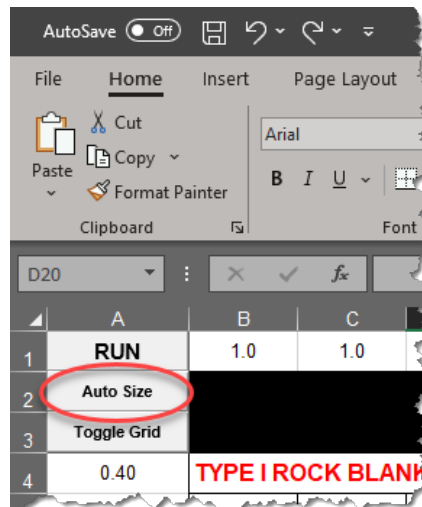 AutoSave Off
File Home Insert Page Layout
Paste
Cut
Copy
Format Painter
Clipboard
Arial
B I U
Font
D20 fx
A B C
1 RUN 1.0 1.0
2 Auto Size
3 Toggle Grid
4 0.40 TYPE I ROCK BLANK